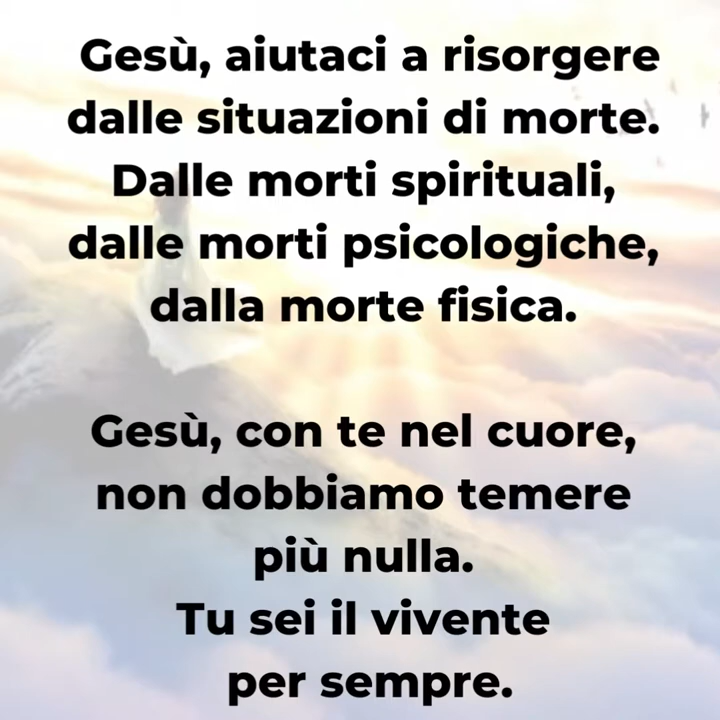 Gesù, aiutaci a risorgere
dalle situazioni di morte.
Dalle morti spirituali,
dalle morti psicologiche,
dalla morte fisica.
Gesù, con te nel cuore,
non dobbiamo temere
più nulla.
Tu sei il vivente
per sempre.